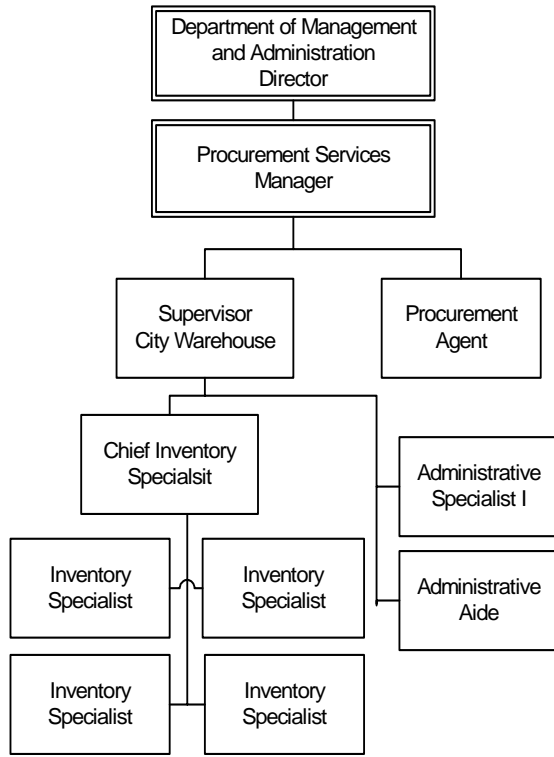 Department of Management
and Administration
Director
Procurement Services
Manager
Supervisor
City Warehouse
Procurement
Agent
Chief Inventory
Specialsit
Administrative
Specialist I
Inventory
Specialist
Inventory
Specialist
Administrative
Aide
Inventory
Specialist
Inventory
Specialist